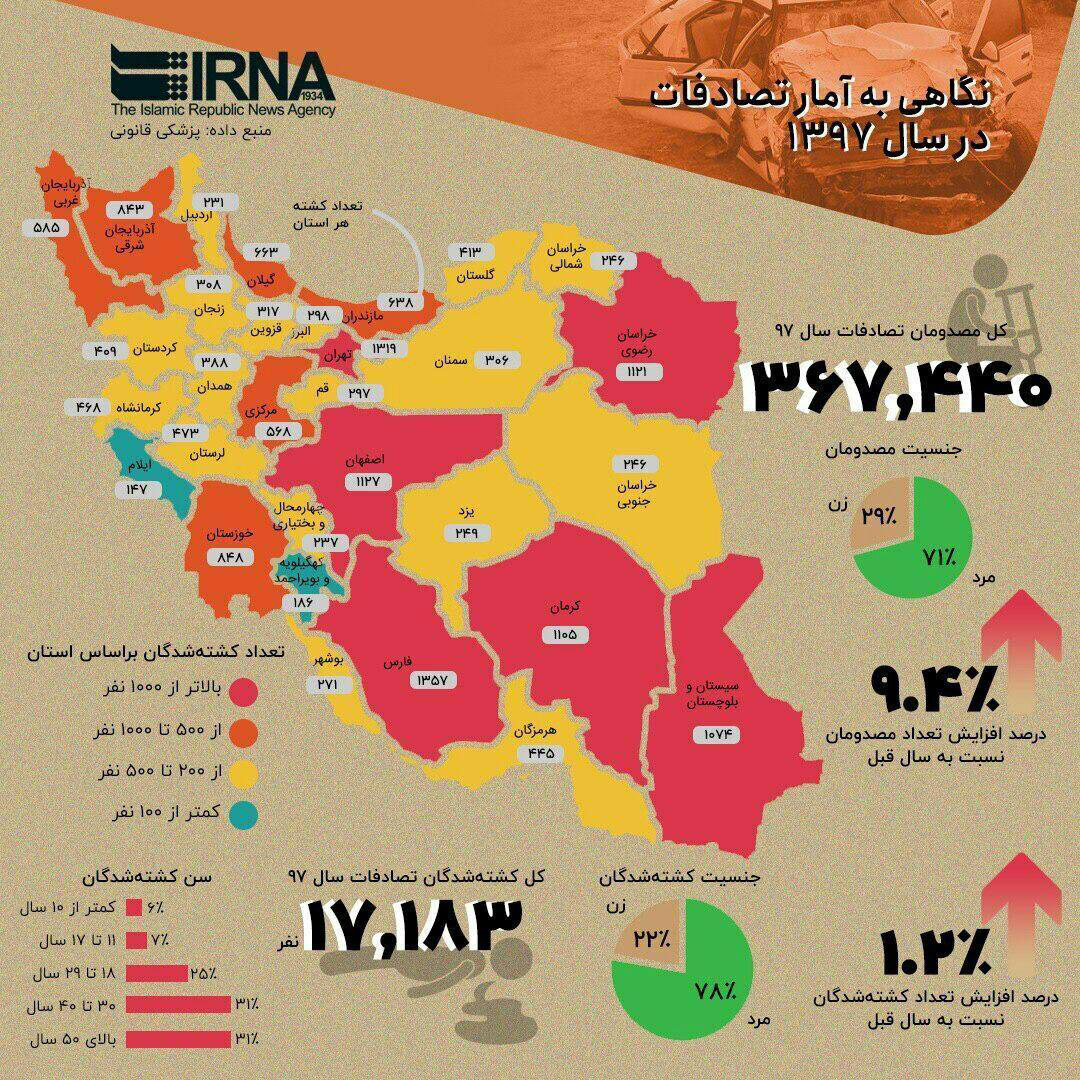 نگاهی به آمار تصادفات
در سال ۱۳۹۷
IRNA
1934
The Islamic Republic News Agency
منبع داده: پزشکی قانونی
تعداد کشته
هر استان
آذربایجان
غربی
۵۸۵
۸۴۳
آذربایجان
شرقی
۲۳۱
اردبیل
۶۶۳
گیلان
۶۳۸
مازندران
۴۱۳
گلستان
خراسان
شمالی
۲۴۶
خراسان
رضوی
۱۱۲۱
۳۰۸
زنجان
۳۱۷
قزوین
۲۹۸
البرز
تهران
۱۳۱۹
سمنان
۳۰۶
کردستان
۴۰۹
۳۸۸
همدان
مرکزی
۵۶۸
قم
۲۹۷
کرمانشاه
۴۶۸
۴۷۳
لرستان
ایلام
۱۴۷
اصفهان
۱۱۲۷
۲۴۶
خراسان
جنوبی
یزد
۲۴۹
چهارمحال
و بختیاری
۲۳۷
خوزستان
۸۴۸
کهگیلویه
و بویراحمد
۱۸۶
بوشهر
۲۷۱
فارس
۱۳۵۷
کرمان
۱۱۰۵
سیستان و
بلوچستان
۱۰۷۴
هرمزگان
۴۴۵
کل مصدومان تصادفات سال ۹۷
۳۶۷,۴۴۰
جنسیت مصدومان
زن
۲۹٪
۷۱٪
مرد
۹.۴٪
درصد افزایش تعداد مصدومان
نسبت به سال قبل
تعداد کشته‌شدگان براساس استان
بالاتر از ۱۰۰۰ نفر
از ۵۰۰ تا ۱۰۰۰ نفر
از ۲۰۰ تا ۵۰۰ نفر
کمتر از ۱۰۰ نفر
سن کشته‌شدگان
کمتر از ۱۰ سال ۶٪
۱۱ تا ۱۷ سال ۷٪
۱۸ تا ۲۹ سال ۲۵٪
۳۰ تا ۴۰ سال ۳۱٪
بالای ۵۰ سال ۳۱٪
کل کشته‌شدگان تصادفات سال ۹۷
۱۷,۱۸۳ نفر
جنسیت کشته‌شدگان
زن
۲۲٪
۷۸٪
مرد
۱.۲٪
درصد افزایش تعداد کشته‌شدگان
نسبت به سال قبل